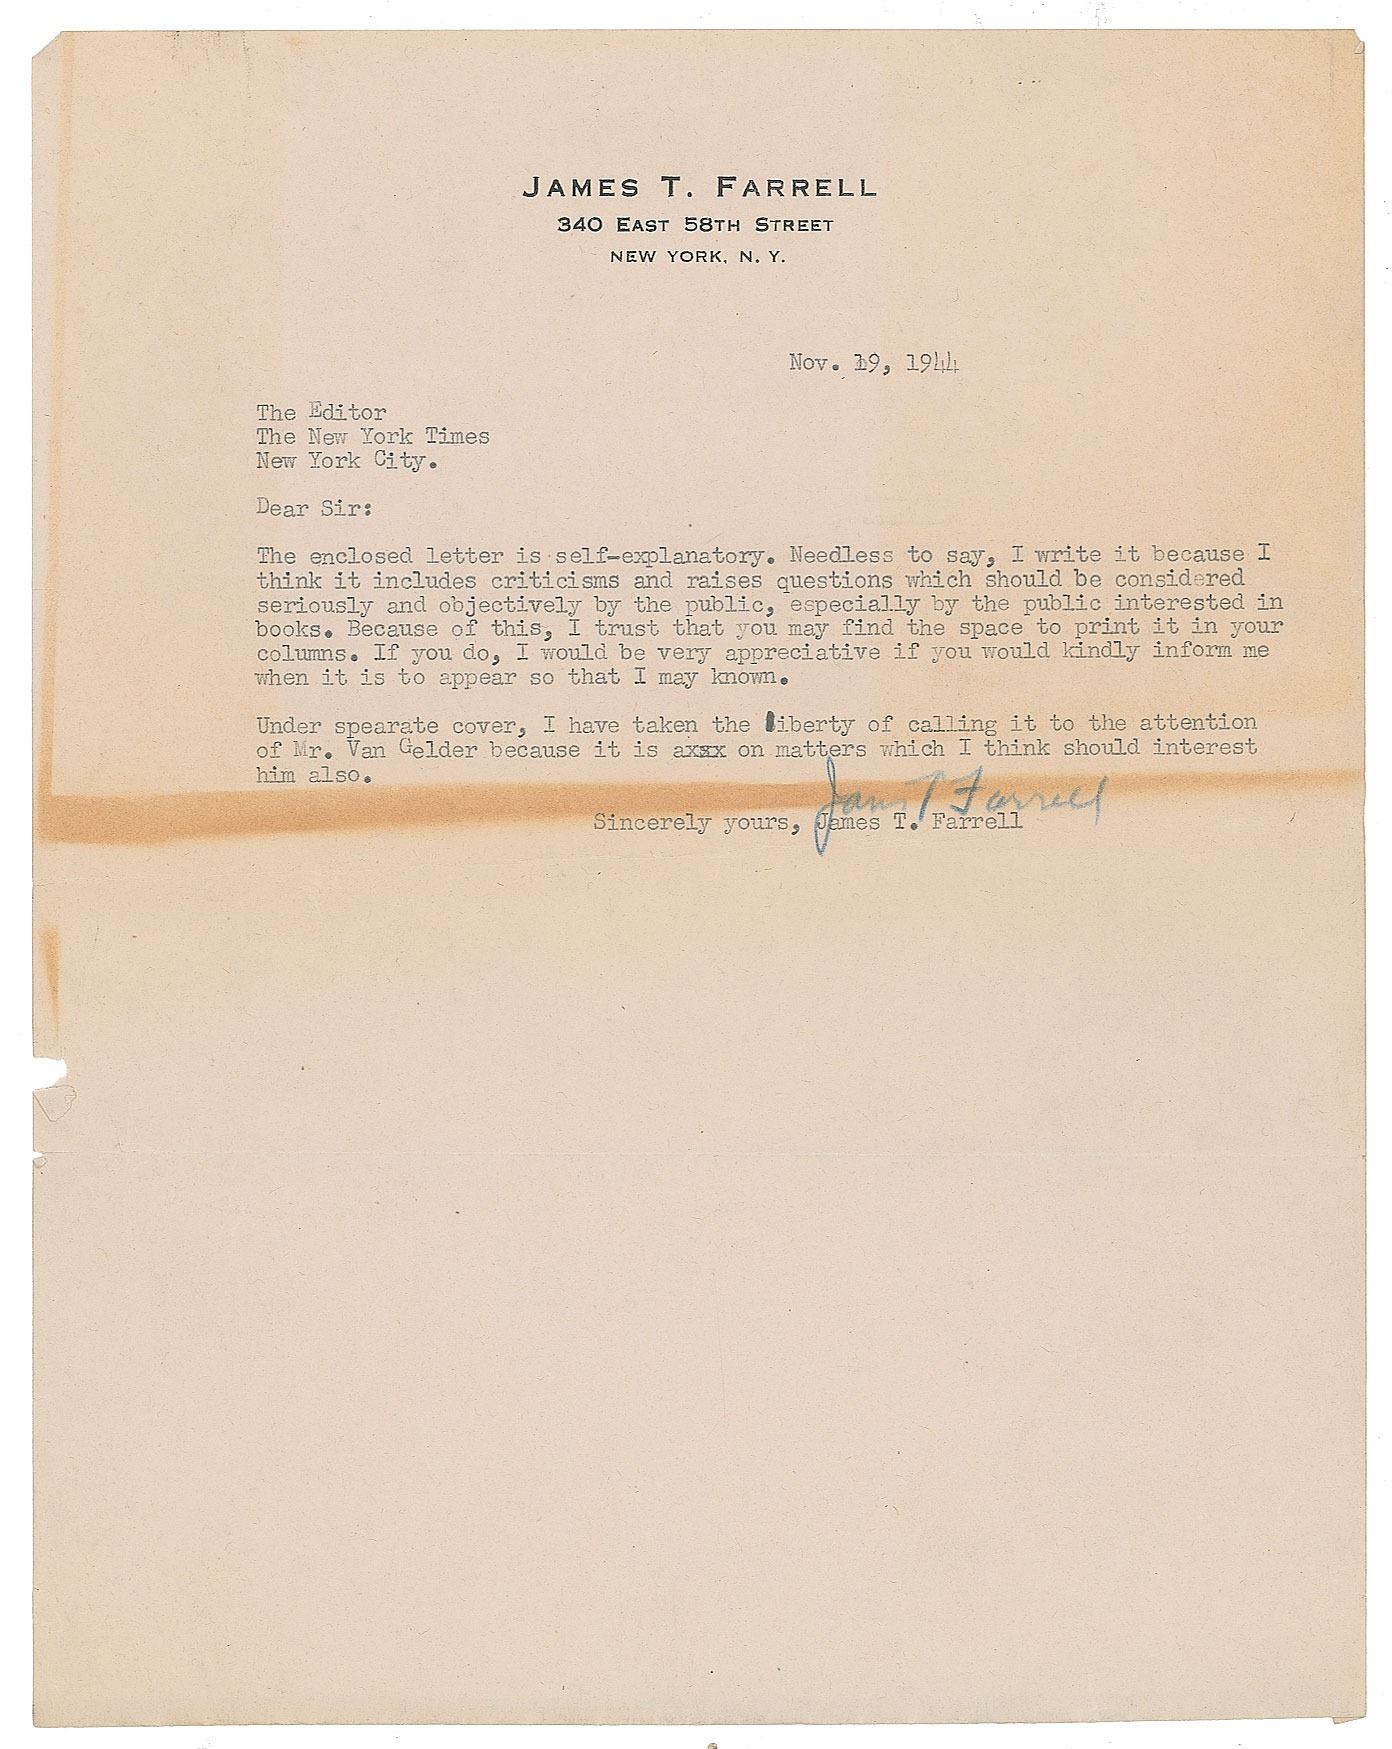 JAMES T. FARRELL
340 EAST 58TH STREET
NEW YORK, N. Y.
Nov. 19, 1944
The Editor
The New York Times
New York City.
Dear Sir:
The enclosed letter is self-explanatory. Needless to say, I write it because I
think it includes criticisms and raises questions which should be considered
seriously and objectively by the public, especially by the public interested in
books. Because of this, I trust that you may find the space to print it in your
columns. If you do, I would be very appreciative if you would kindly inform me
when it is to appear so that I may known.
Under spearate cover, I have taken the liberty of calling it to the attention
of Mr. Van Gelder because it is axxx on matters which I think should interest
him also.
James T Farrell
Sincerely yours, James T. Farrell